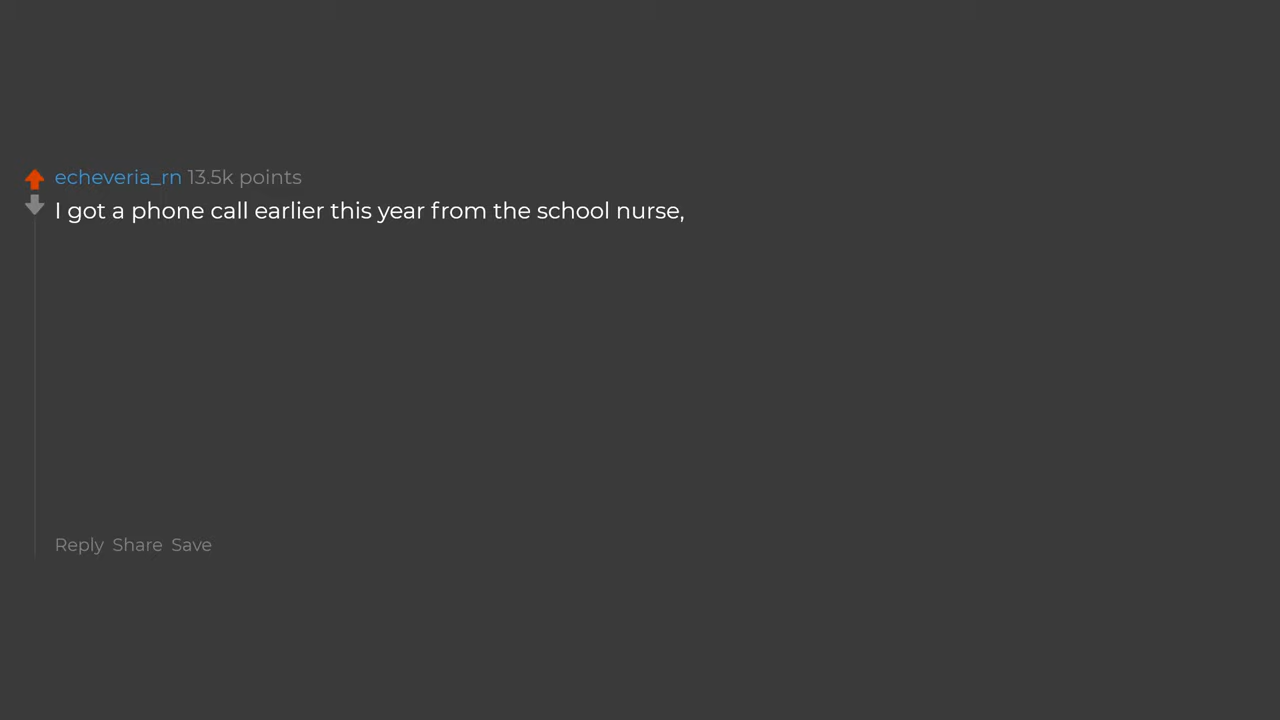 echeveria_rn 13.5k points
I got a phone call earlier this year from the school nurse,
Reply Share Save